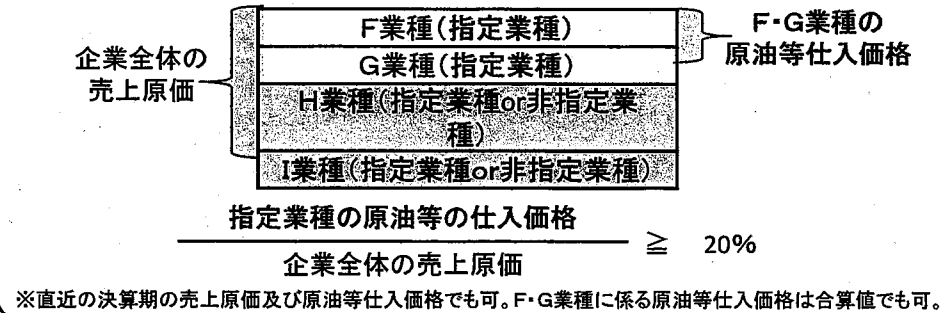 企業全体の
売上原価
F業種(指定業種)
G業種(指定業種)
H業種(指定業種or非指定業
種)
I業種(指定業種or非指定業種)
F・G業種の
原油等仕入価格
指定業種の原油等の仕入価格
企業全体の売上原価
≧ 20%
※直近の決算期の売上原価及び原油等仕入価格でも可。F・G業種に係る原油等仕入価格は合算値でも可。